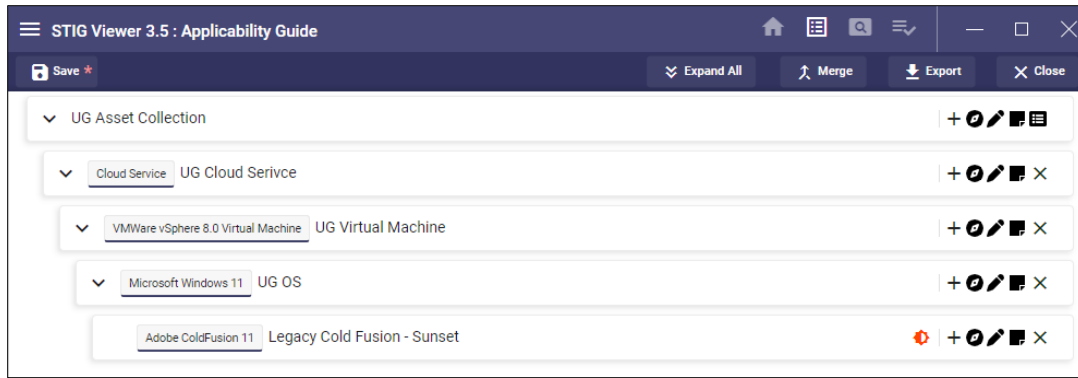 STIG Viewer 3.5 : Applicability Guide
Save * Expand All Merge Export Close
UG Asset Collection
Cloud Service UG Cloud Serivce
VMWare vSphere 8.0 Virtual Machine UG Virtual Machine
Microsoft Windows 11 UG OS
Adobe ColdFusion 11 Legacy Cold Fusion - Sunset